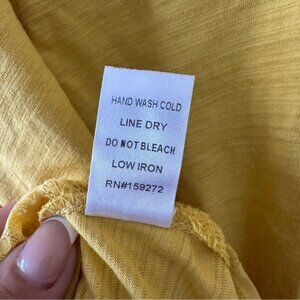 HAND WASH COLD
LINE DRY
DO NOT BLEACH
LOW IRON
RN#159272